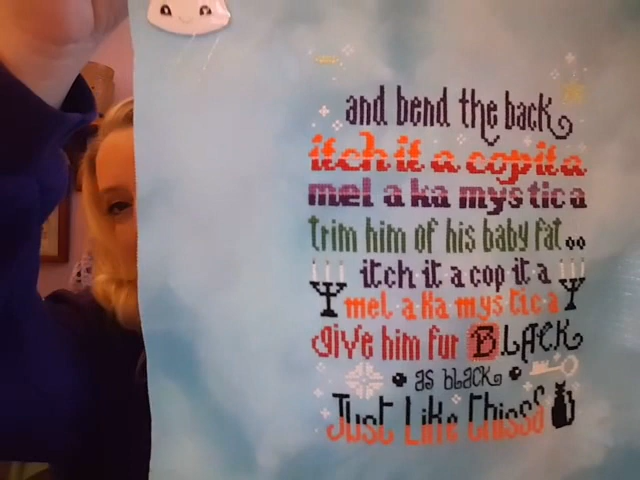 and bend the back
itch it a copita
mel a ka mystica
trim him of his baby fat..
itch it a cop it a
mel a ka mys tic a
give him fur BLACK
as black
Just Like ThisSS